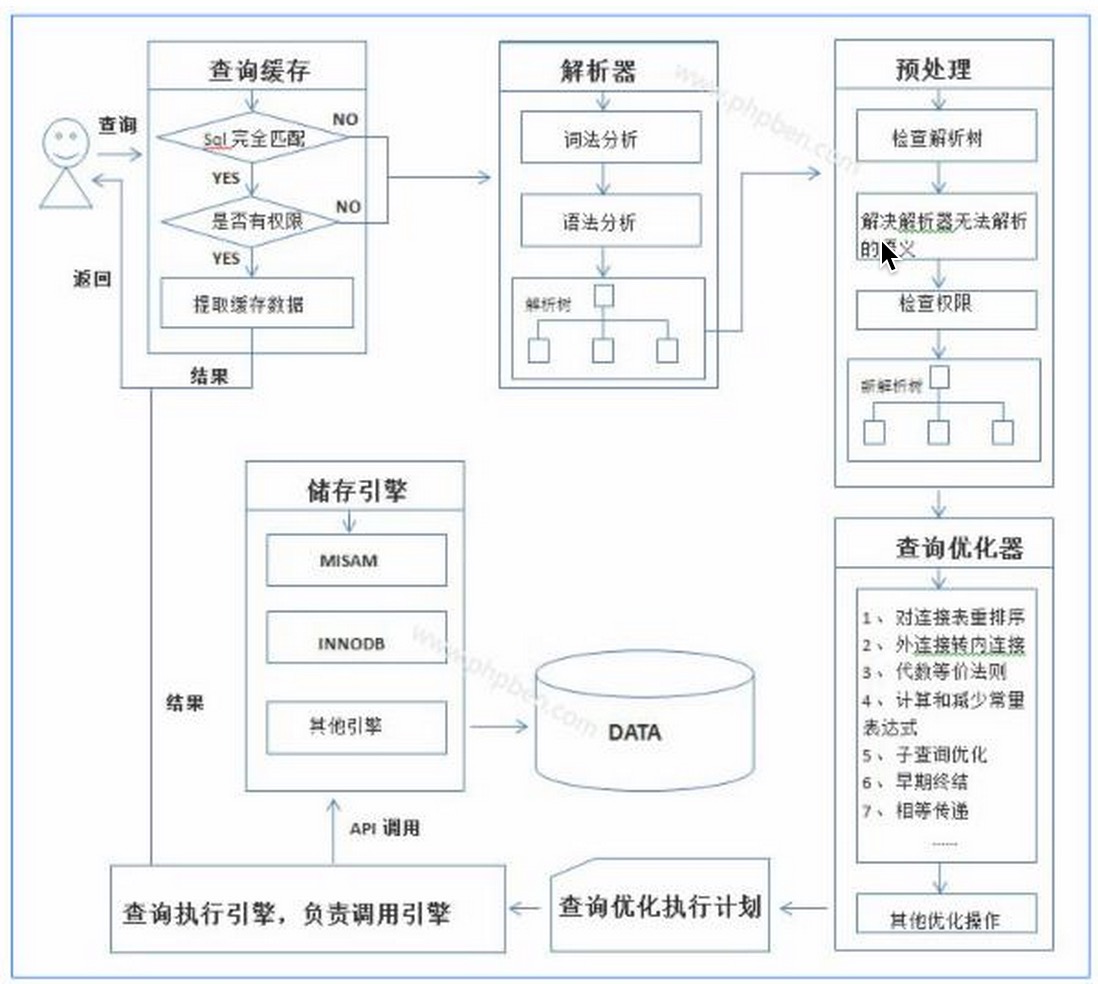 查询缓存
查询
Sql 完全匹配
NO
YES
是否有权限
NO
YES
提取缓存数据
返回
结果
解析器
词法分析
语法分析
解析树
预处理
检查解析树
解决解析器无法解析
的 义
检查权限
新解析树
查询优化器
1、 对连接表重排序
2、 外连接转内连接
3、 代数等价法则
4、 计算和减少常量
表达式
5、 子查询优化
6、 早期终结
7、 相等传递
......
其他优化操作
储存引擎
MISAM
INNODB
其他引擎
DATA
结果
API 调用
查询执行引擎，负责调用引擎
查询优化执行计划
www.phpben.com
www.phpben.com